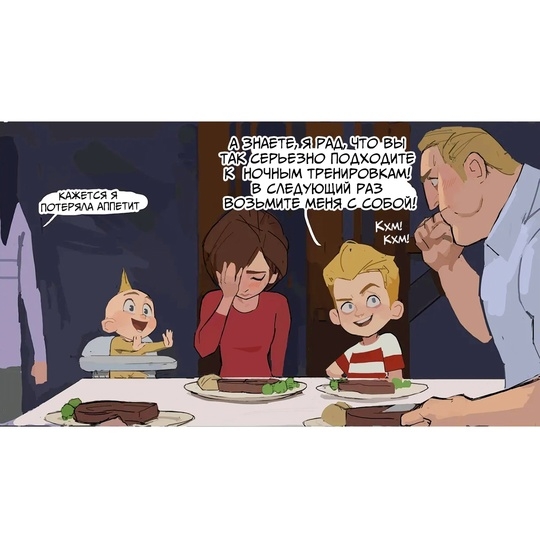 КАЖЕТСЯ Я
ПОТЕРЯЛА АППЕТИТ
А ЗНАЕТЕ, Я РАД, ЧТО ВЫ
ТАК СЕРЬЕЗНО ПОДХОДИТЕ
К НОЧНЫМ ТРЕНИРОВКАМ!
В СЛЕДУЮЩИЙ РАЗ
ВОЗЬМИТЕ МЕНЯ С СОБОЙ!
КХМ!
КХМ!